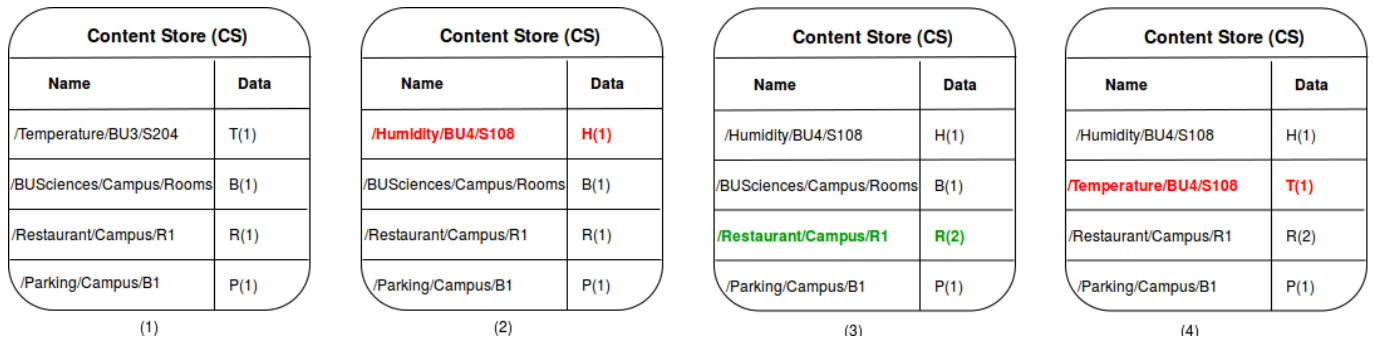 Content Store (CS)
Name Data
/Temperature/BU3/S204 T(1)
/BUSciences/Campus/Rooms B(1)
/Restaurant/Campus/R1 R(1)
/Parking/Campus/B1 P(1)
(1)
Content Store (CS)
Name Data
/Humidity/BU4/S108 H(1)
/BUSciences/Campus/Rooms B(1)
/Restaurant/Campus/R1 R(1)
/Parking/Campus/B1 P(1)
(2)
Content Store (CS)
Name Data
/Humidity/BU4/S108 H(1)
/BUSciences/Campus/Rooms B(1)
/Restaurant/Campus/R1 R(2)
/Parking/Campus/B1 P(1)
(3)
Content Store (CS)
Name Data
/Humidity/BU4/S108 H(1)
/Temperature/BU4/S108 T(1)
/Restaurant/Campus/R1 R(2)
/Parking/Campus/B1 P(1)
(4)